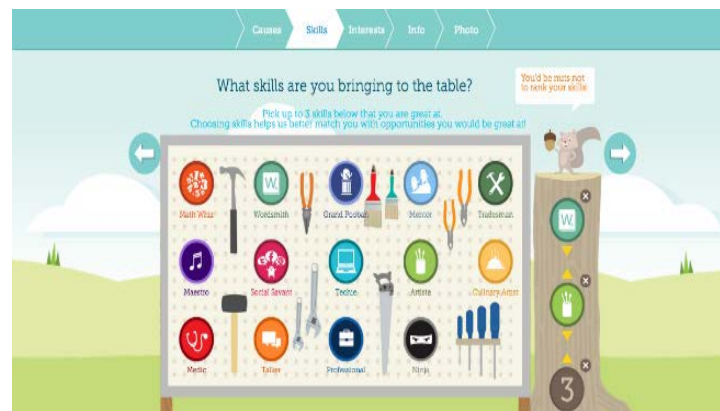 Causes
Skills
Interests
Info
Photo
What skills are you bringing to the table?
You'd be nuts not
to rank your skills
Pick up to 3 skills below that you are great at.
Choosing skills helps us better match you with opportunities you would be great at!
Math Whiz
Wordsmith
Grand Poobah
Mentor
Tradesman
Maestro
Social Savant
Techie
Artiste
Culinary Artist
Medic
Talker
Professional
Ninja
W.
W.
3